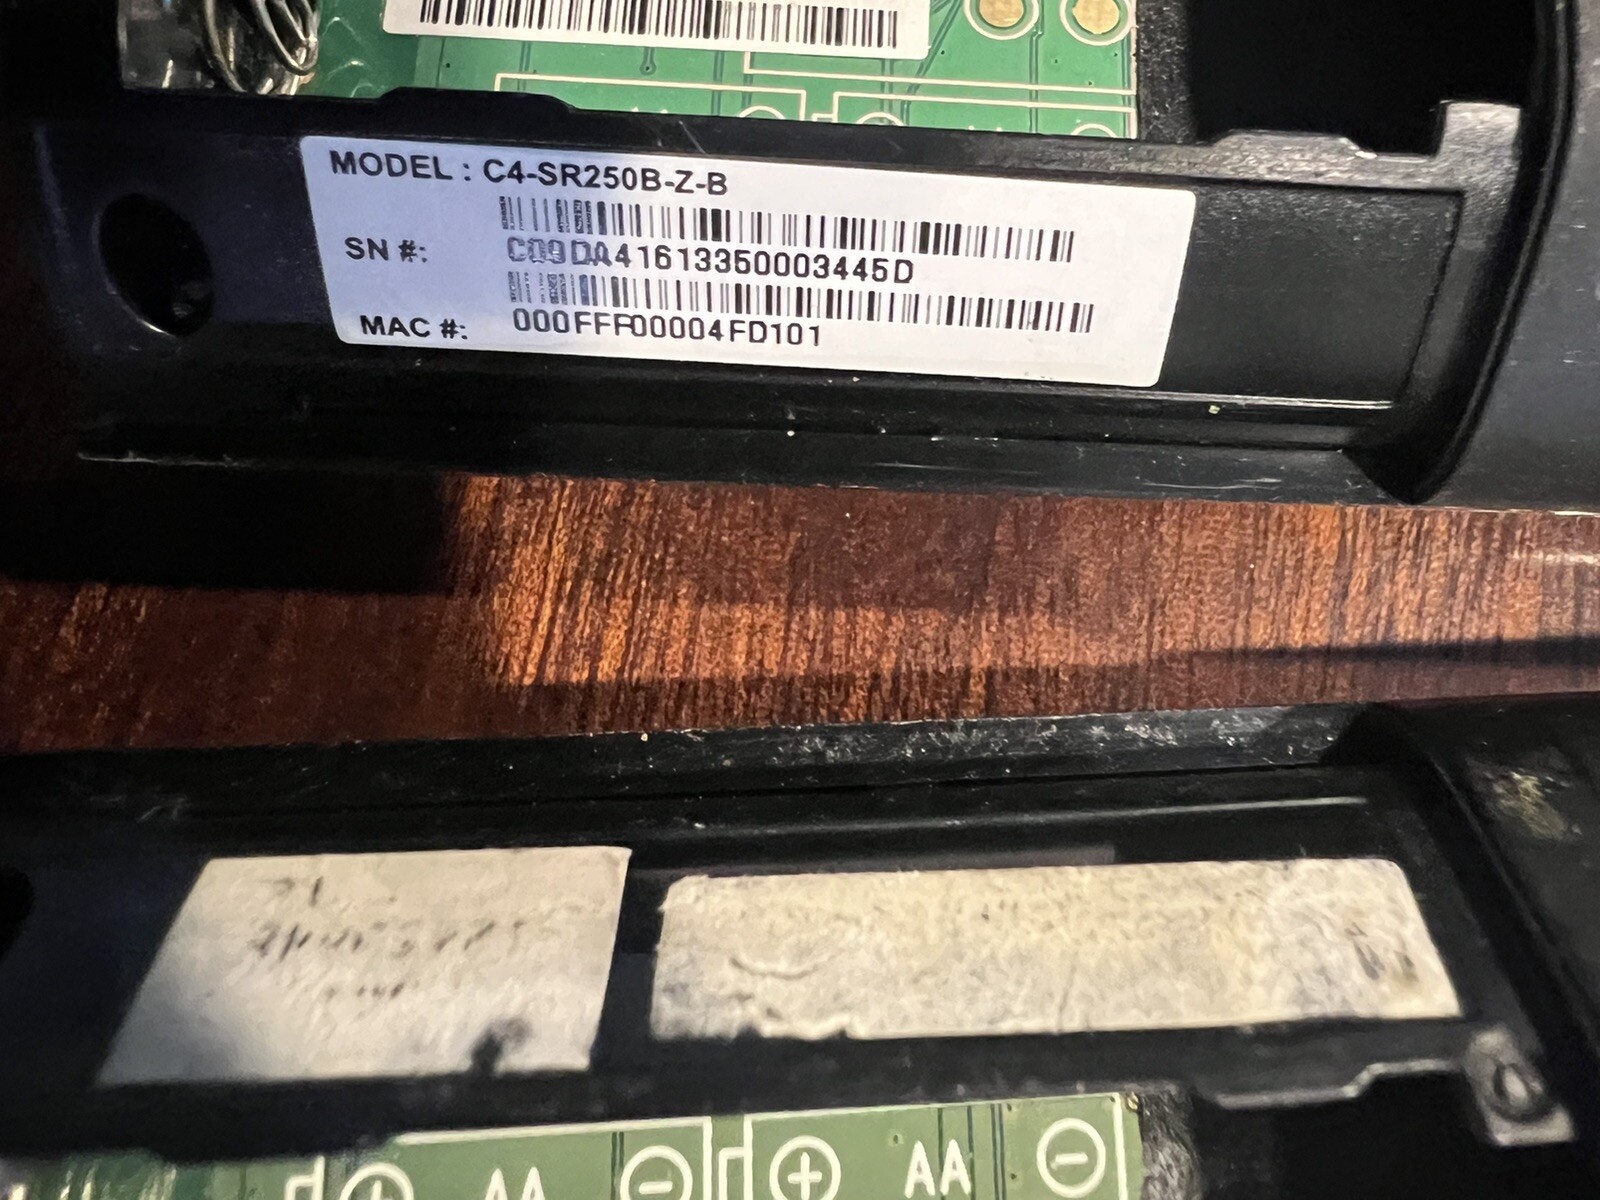 MODEL : C4-SR250B-Z-B
SN #: C09DA41613350003445D
MAC #: 000FFF00004FD101
+ AA - + AA -